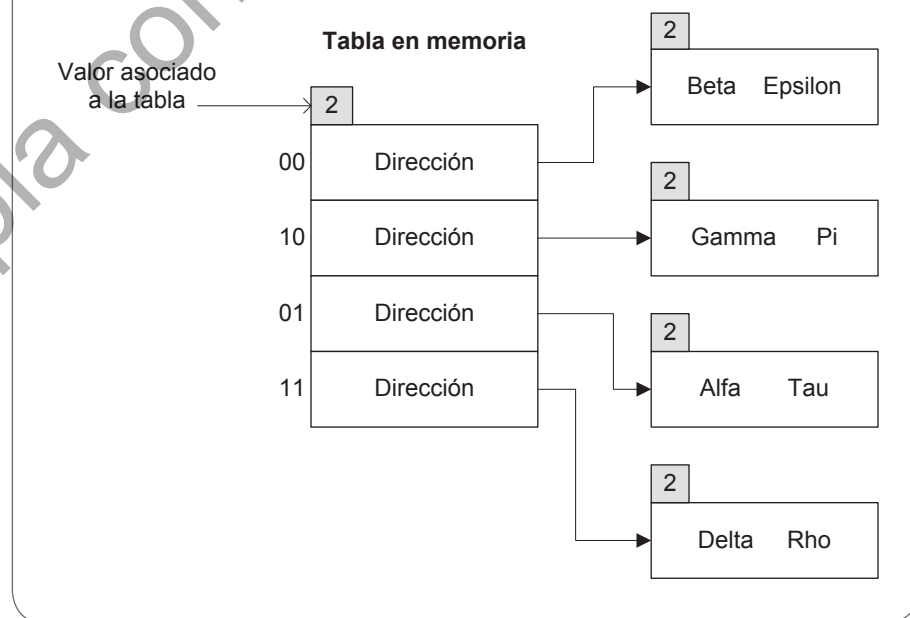 Tabla en memoria
Valor asociado
a la tabla
2
00 Dirección
10 Dirección
01 Dirección
11 Dirección
2
Beta Epsilon
2
Gamma Pi
2
Alfa Tau
2
Delta Rho